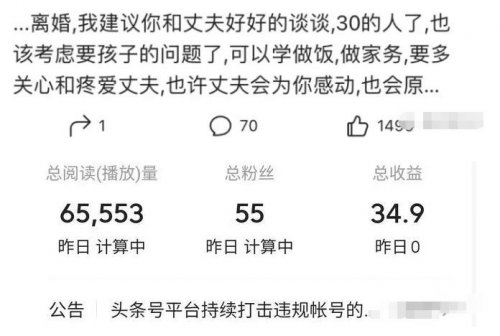 ...离婚,我建议你和丈夫好好的谈谈,30的人了,也
该考虑要孩子的问题了,可以学做饭,做家务,要多
关心和疼爱丈夫,也许丈夫会为你感动,也会原...
1 70 149
总阅读(播放)量 总粉丝 总收益
65,553 55 34.9
昨日 计算中 昨日 计算中 昨日 0
公告 头条号平台持续打击违规帐号的..